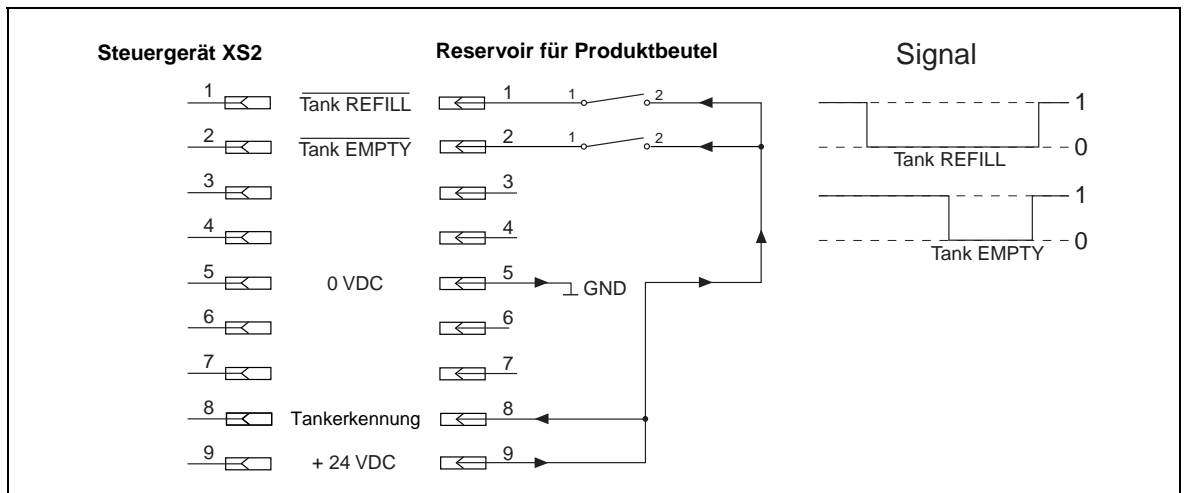 Steuergerät XS2 Reservoir für Produktbeutel Signal
1 Tank REFILL 1 1 2 1
2 Tank EMPTY 2 1 2 0
Tank REFILL
3 3
1
4 4
0
Tank EMPTY
5 0 VDC 5 GND
6 6
7 7
8 Tankerkennung 8
9 + 24 VDC 9